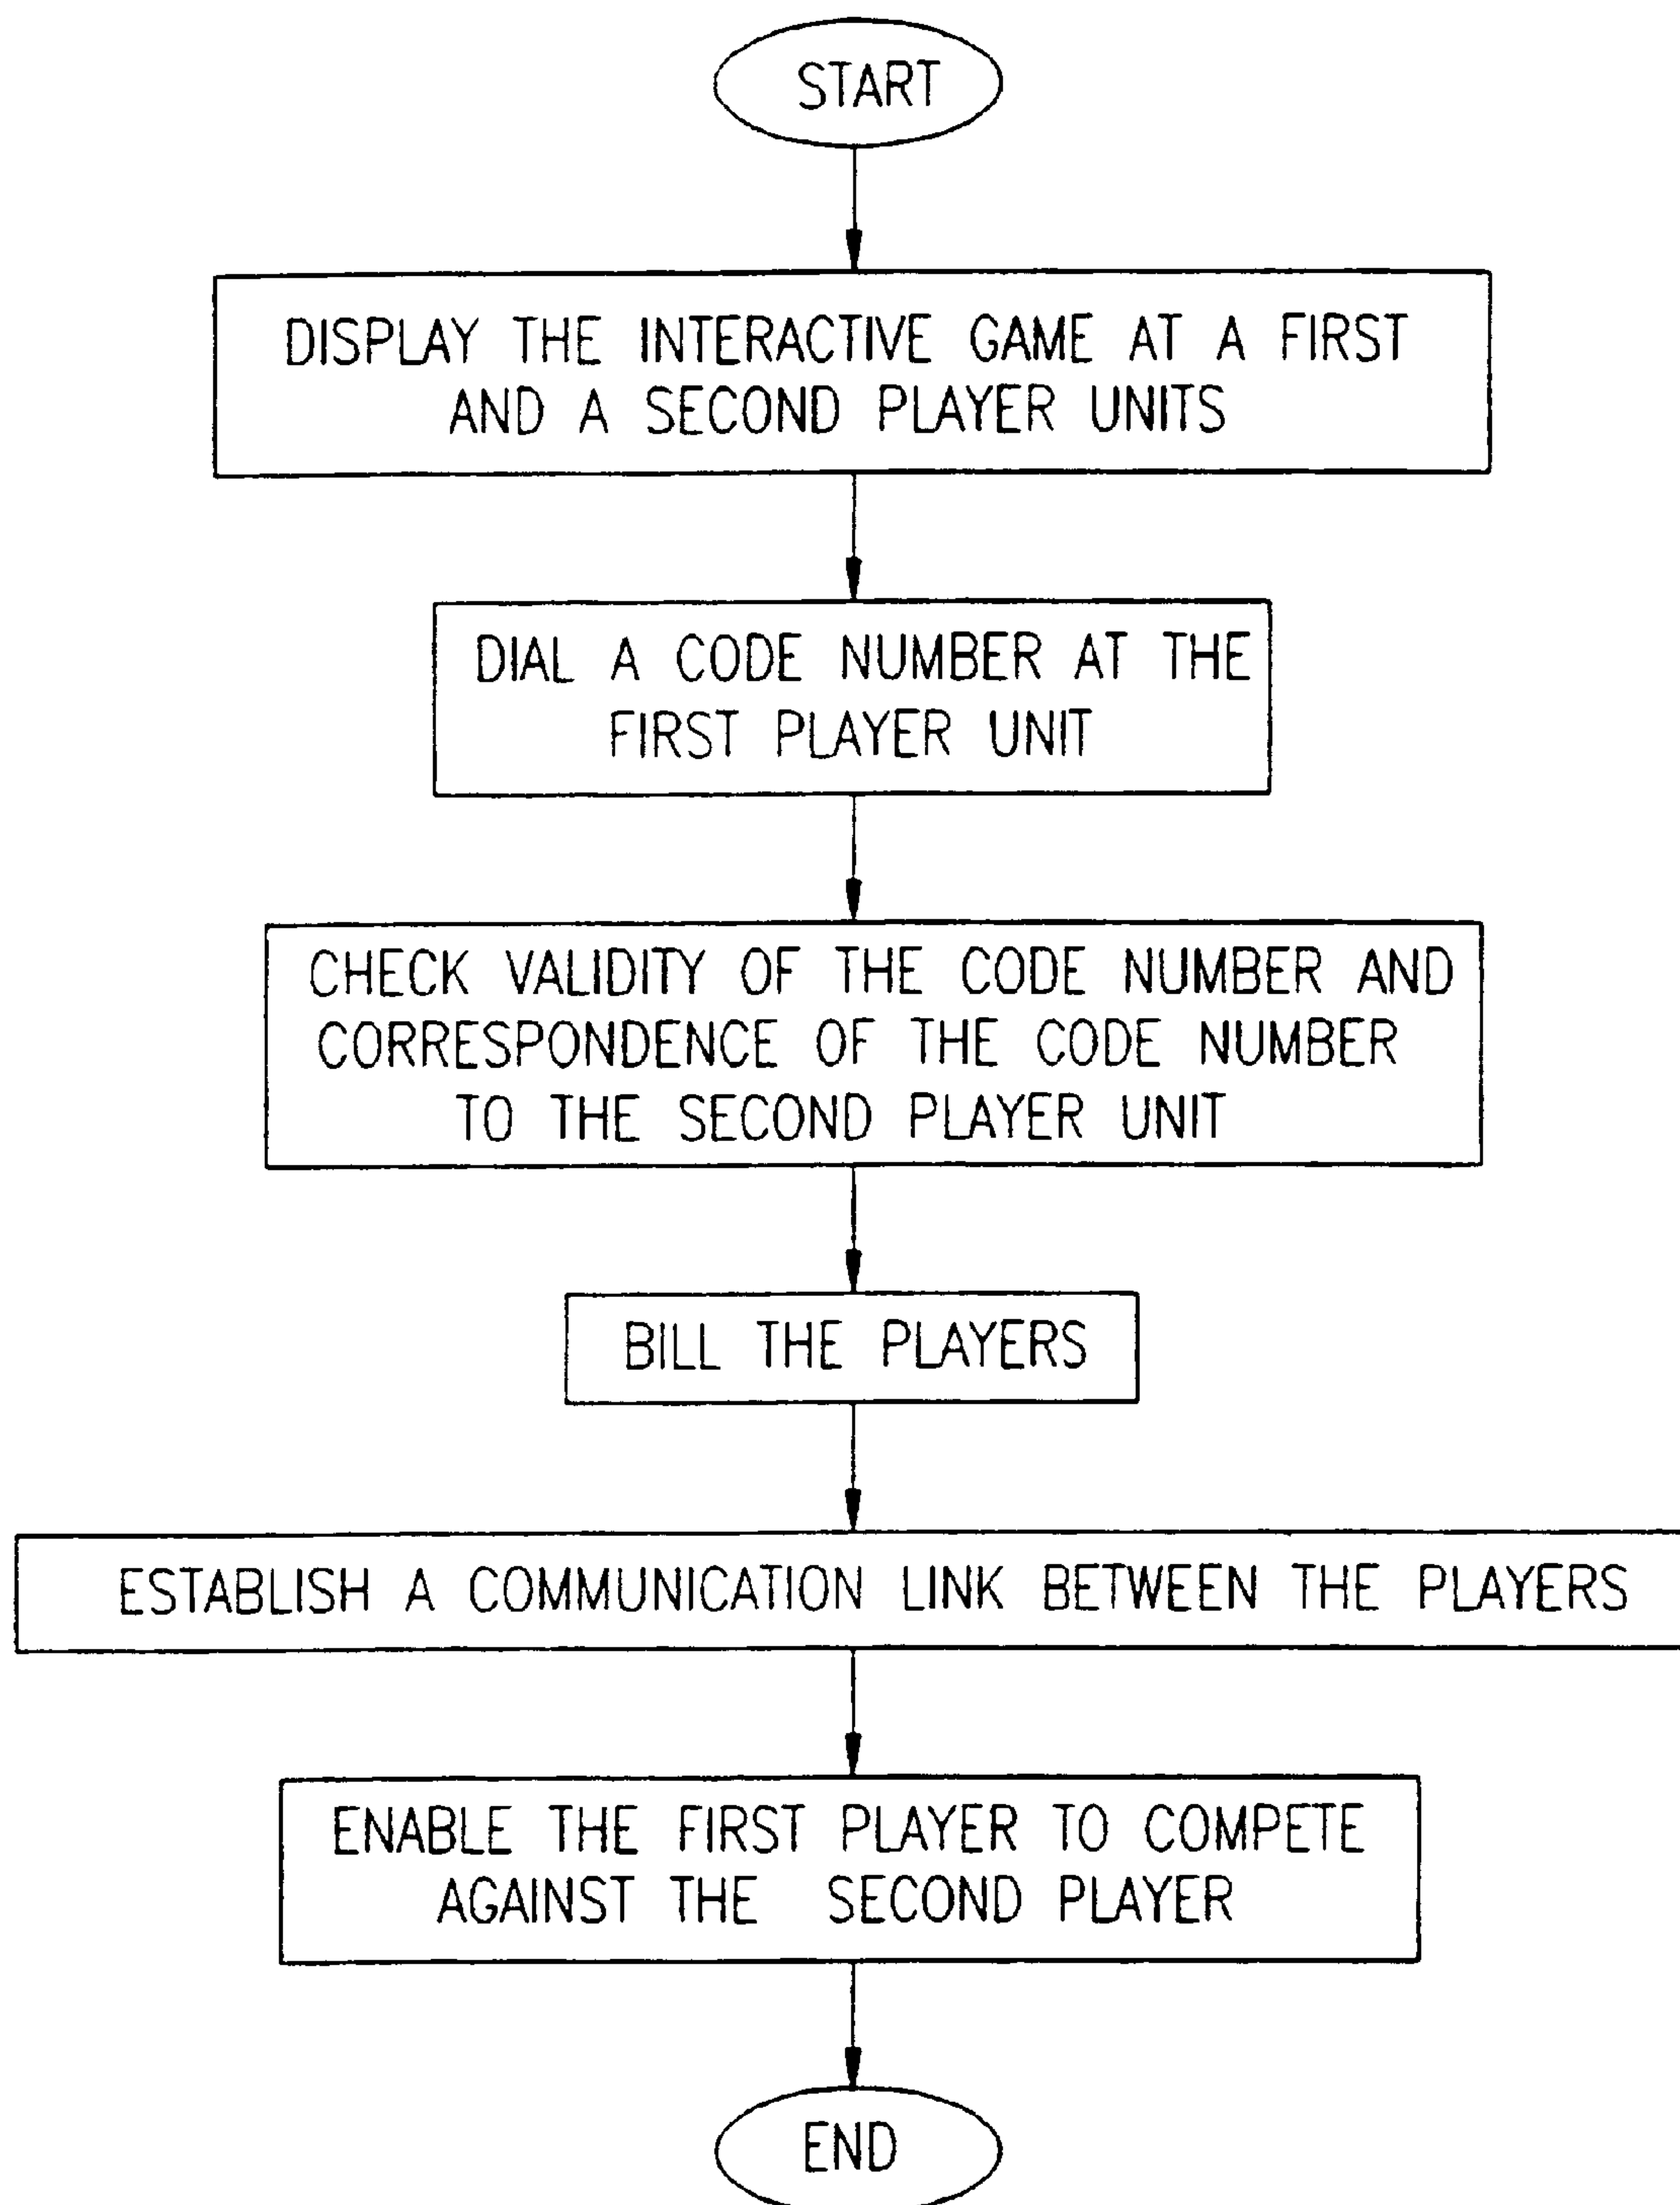 START
DISPLAY THE INTERACTIVE GAME AT A FIRST
AND A SECOND PLAYER UNITS
DIAL A CODE NUMBER AT THE
FIRST PLAYER UNIT
CHECK VALIDITY OF THE CODE NUMBER AND
CORRESPONDENCE OF THE CODE NUMBER
TO THE SECOND PLAYER UNIT
BILL THE PLAYERS
ESTABLISH A COMMUNICATION LINK BETWEEN THE PLAYERS
ENABLE THE FIRST PLAYER TO COMPETE
AGAINST THE SECOND PLAYER
END